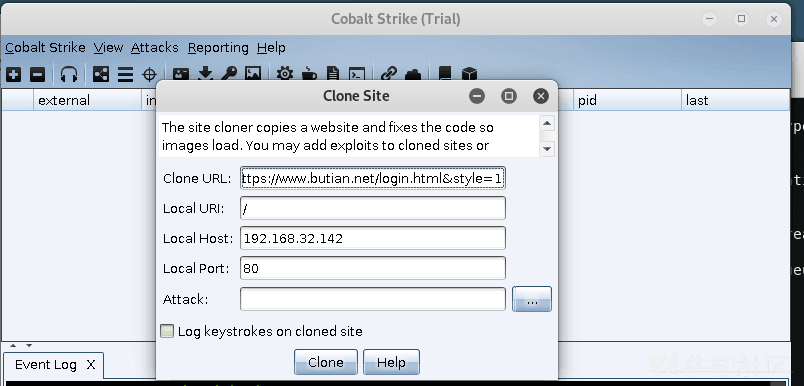 Cobalt Strike (Trial)
Cobalt Strike View Attacks Reporting Help
external
in
pid
last
Clone Site
The site cloner copies a website and fixes the code so
images load. You may add exploits to cloned sites or
Clone URL: ttps://www.butian.net/login.html&style=1
Local URI: /
Local Host: 192.168.32.142
Local Port: 80
Attack:
...
Log keystrokes on cloned site
Clone Help
Event Log X